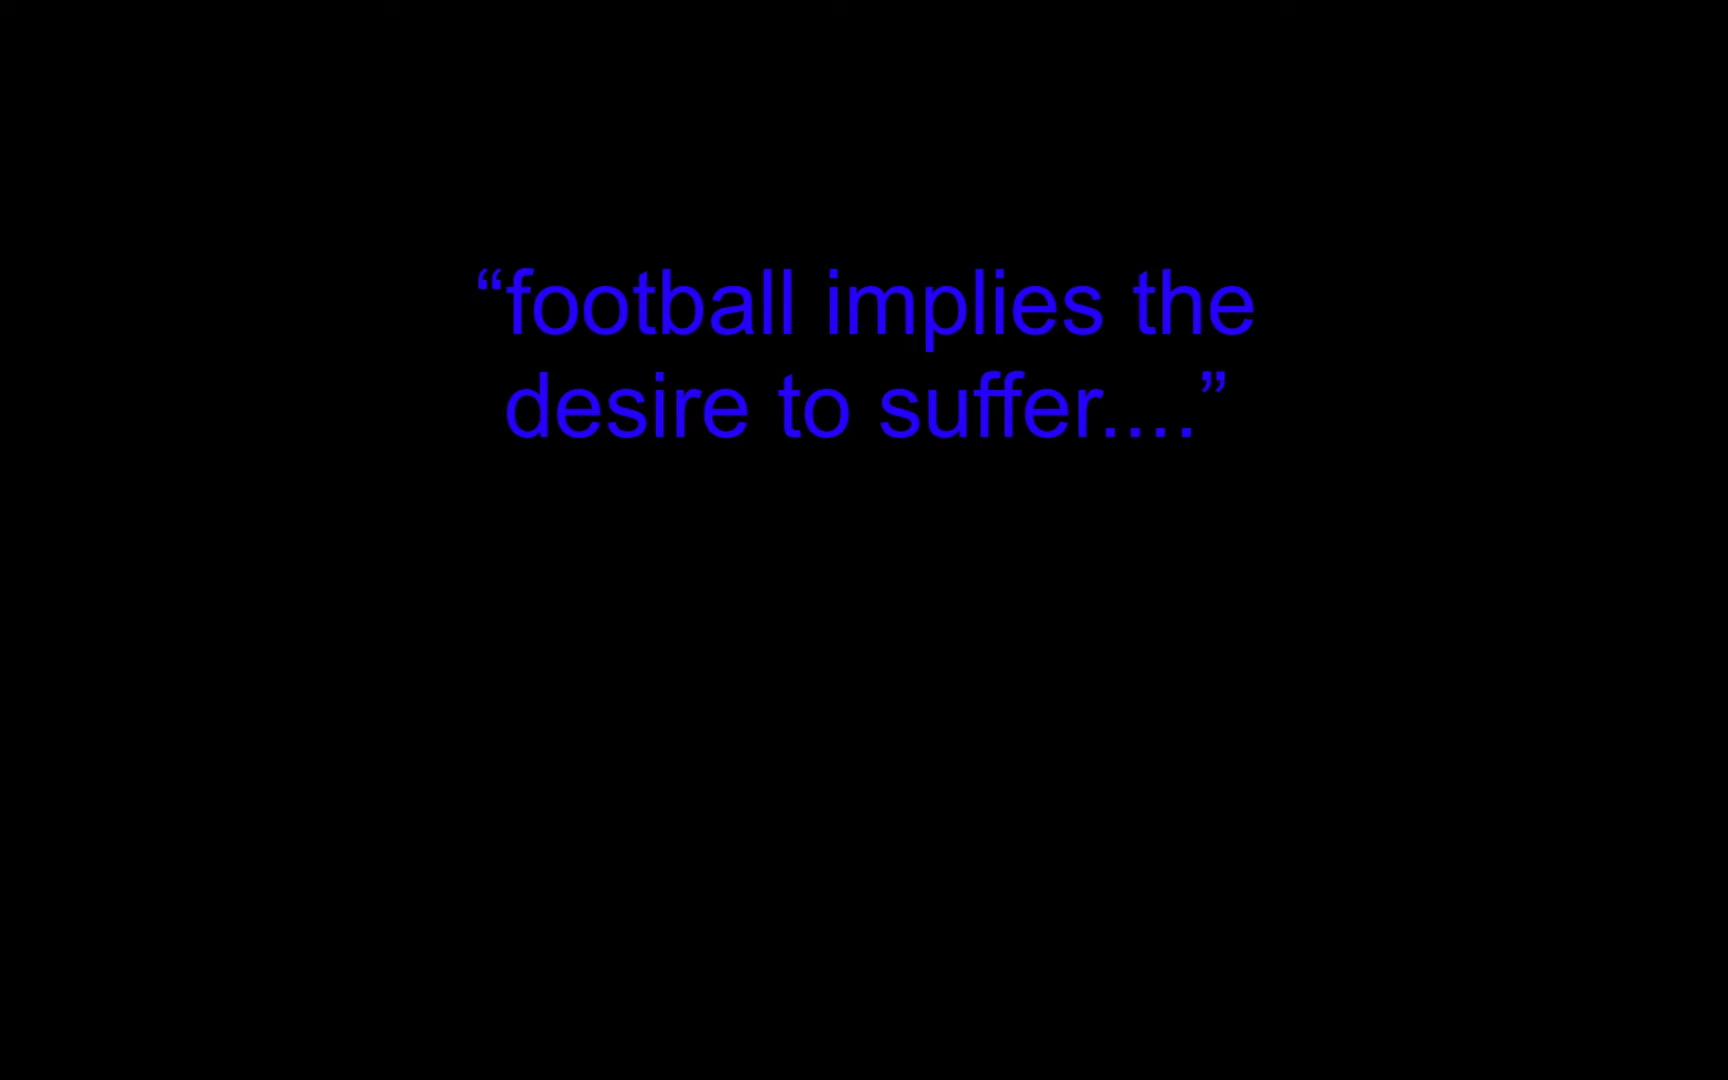 “football implies the
desire to suffer....”